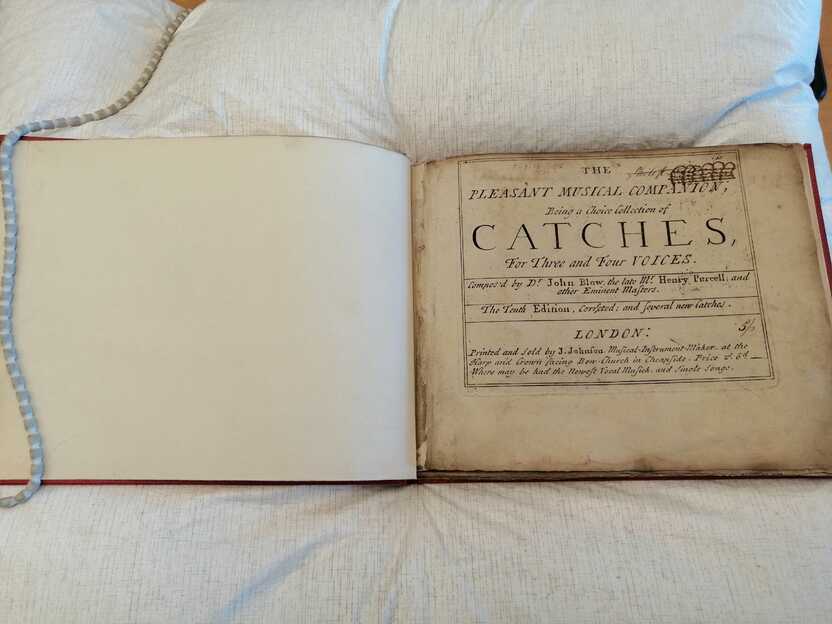 THE
PLEASANT MUSICAL COMPANION,
Being a Choice Collection of
CATCHES,
For Three and Four VOICES.
Compos'd by Dr. John Blow, the late Mr. Henry Purcell, and
other Eminent Masters.
The Tenth Edition, Corrected; and several new Catches.
LONDON:
Printed and Sold by J. Johnson, Musical-Instrument-Maker, at the
Harp and Crown facing Bow-Church in Cheapside. Price 6d
Where may be had the Newest Vocal Musick, and single Songs.